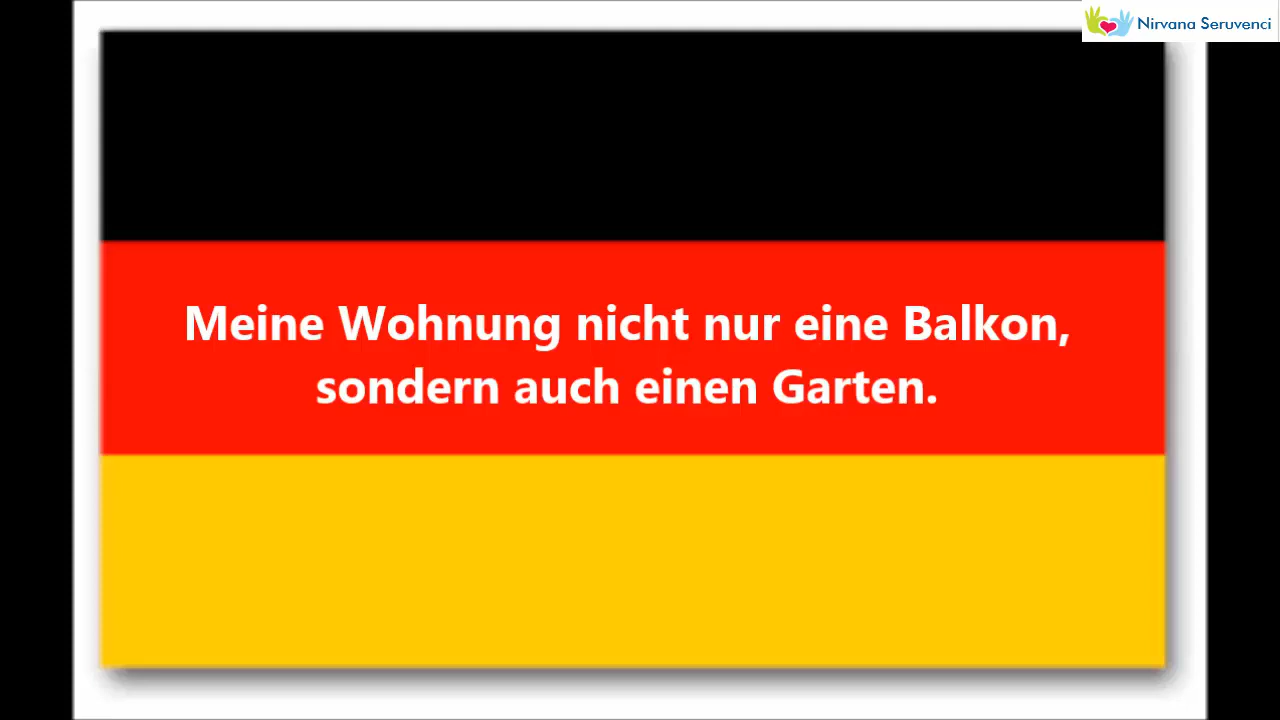 Nirvana Seruvenci
Meine Wohnung nicht nur eine Balkon,
sondern auch einen Garten.